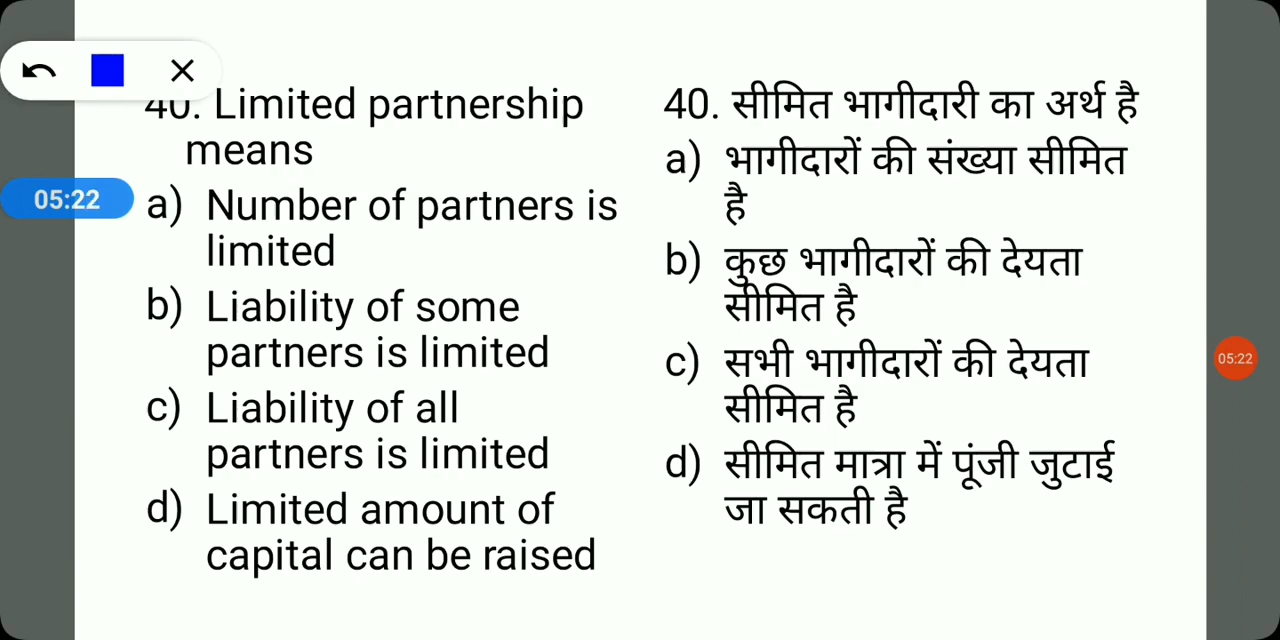 40. Limited partnership
means
05:22
a) Number of partners is
limited
b) Liability of some
partners is limited
c) Liability of all
partners is limited
d) Limited amount of
capital can be raised
40. सीमित भागीदारी का अर्थ है
a) भागीदारों की संख्या सीमित
है
b) कुछ भागीदारों की देयता
सीमित है
c) सभी भागीदारों की देयता
सीमित है
d) सीमित मात्रा में पूंजी जुटाई
जा सकती है
05:22